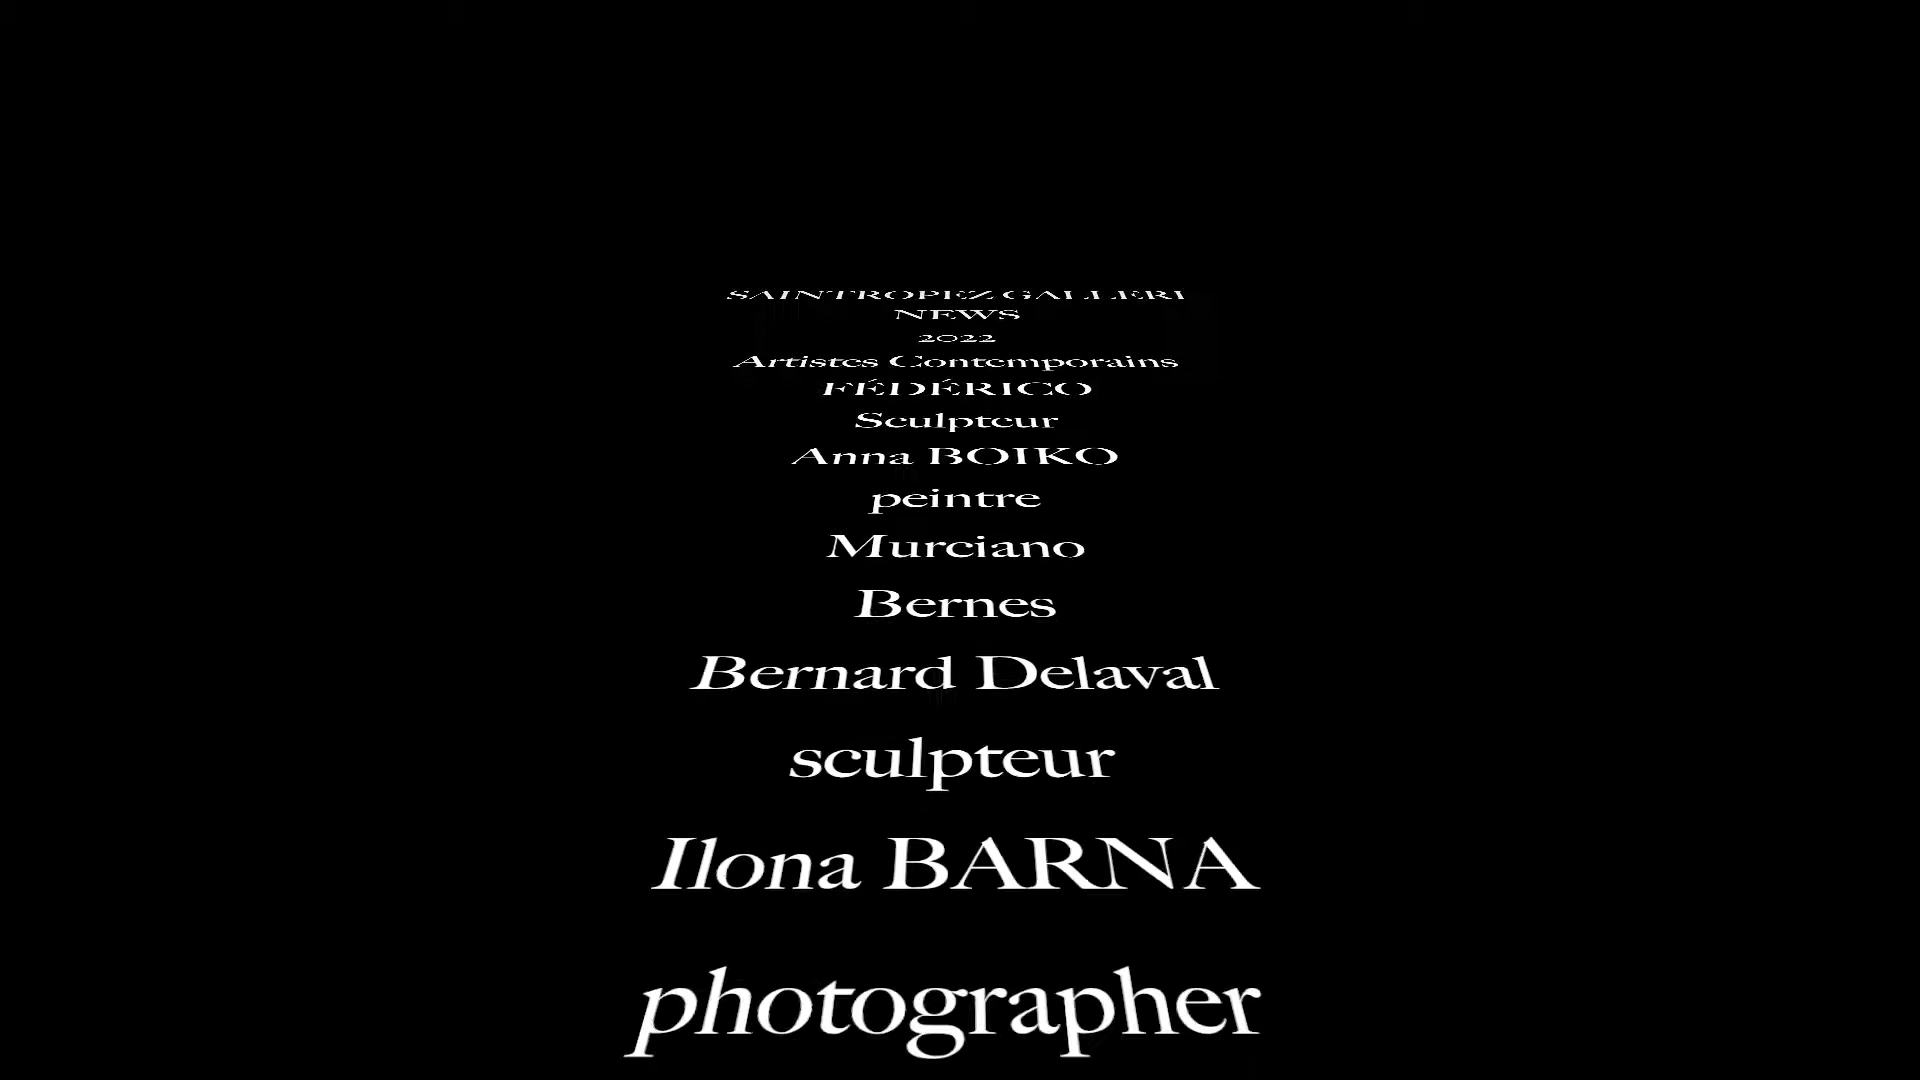 SAINTROPEZ GALLERI
NEWS
2022
Artistes Contemporains
FÉDÉRICO
Sculpteur
Anna BOIKO
peintre
Murciano
Bernes
Bernard Delaval
sculpteur
Ilona BARNA
photographer